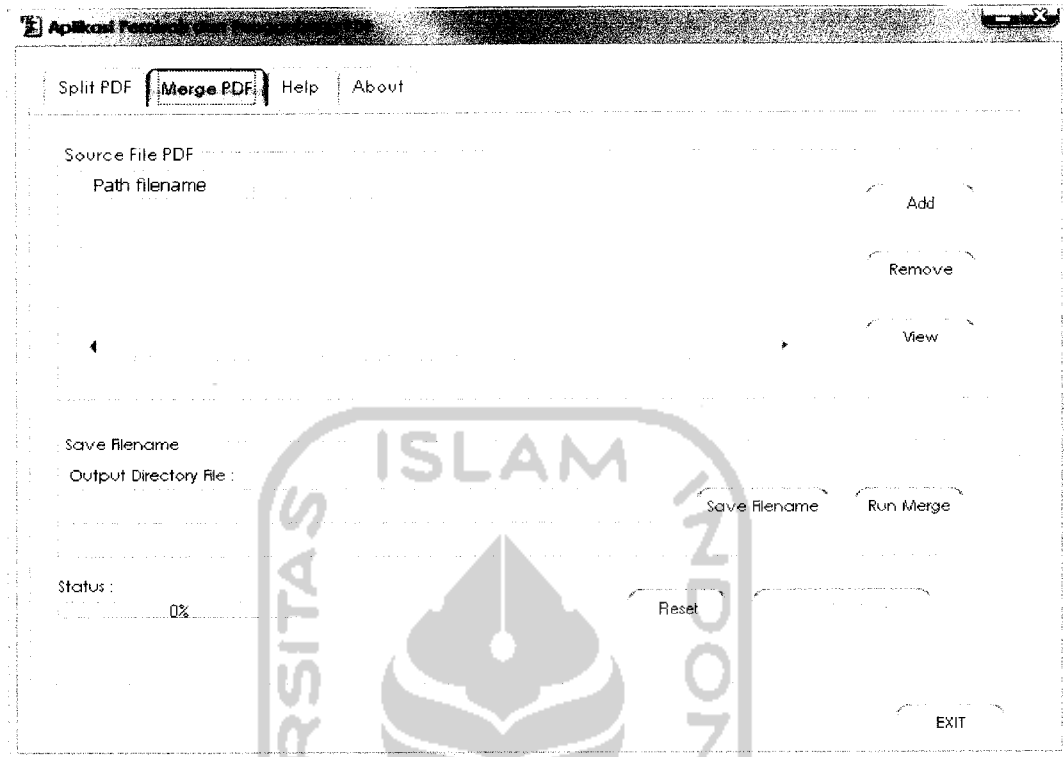 Aplikasi
Split PDF Merge PDF Help About
Source File PDF
Path filename
Add
Remove
View
Save Filename
Output Directory File :
Save Filename Run Merge
Status :
0%
Reset
EXIT
ISLAM